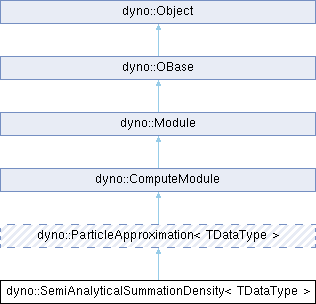 dyno::Object
dyno::OBase
dyno::Module
dyno::ComputeModule
dyno::ParticleApproximation< TDataType >
dyno::SemiAnalyticalSummationDensity< TDataType >